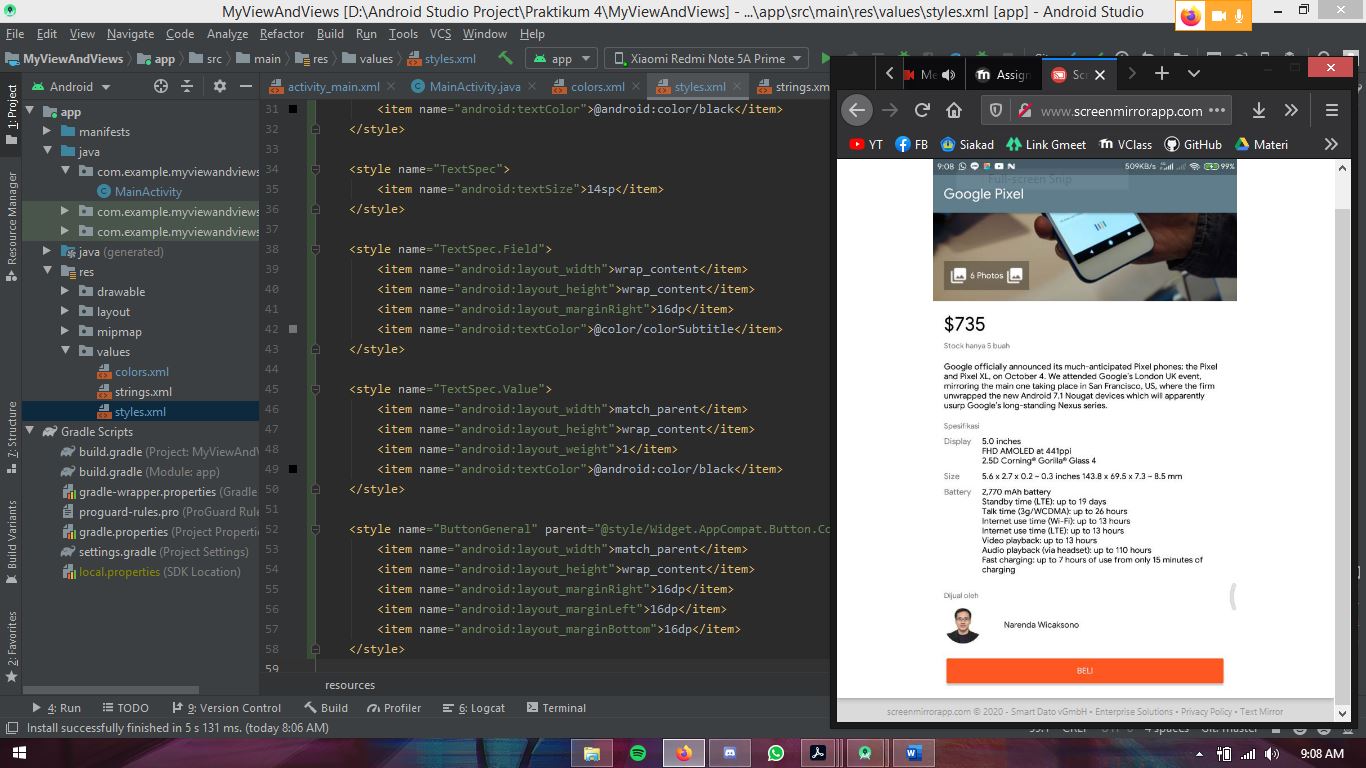 MyViewAndViews [D:\Android Studio Project\Praktikum 4\MyViewAndViews] - ...\app\src\main\res\values\styles.xml [app] - Android Studio
File Edit View Navigate Code Analyze Refactor Build Run Tools VCS Window Help
MyViewAndViews app src main res values styles.xml app Xiaomi Redmi Note 5A Prime
Android
activity_main.xml MainActivity.java colors.xml styles.xml strings.xm
1: Project
Resource Manager
Z: Structure
Build Variants
2: Favorites
app
manifests
java
com.example.myviewandviews
MainActivity
com.example.myviewandviews
com.example.myviewandviews
java (generated)
res
drawable
layout
mipmap
values
colors.xml
strings.xml
styles.xml
Gradle Scripts
build.gradle (Project: MyViewAndV
build.gradle (Module: app)
gradle-wrapper.properties (Gradle
proguard-rules.pro (ProGuard Rule
gradle.properties (Project Properti
settings.gradle (Project Settings)
local.properties (SDK Location)
31 <item name="android:textColor">@android:color/black</item>
32 </style>
33
34 <style name="TextSpec">
35 <item name="android:textSize">14sp</item>
36 </style>
37
38 <style name="TextSpec.Field">
39 <item name="android:layout_width">wrap_content</item>
40 <item name="android:layout_height">wrap_content</item>
41 <item name="android:layout_marginRight">16dp</item>
42 <item name="android:textColor">@color/colorSubtitle</item>
43 </style>
44
45 <style name="TextSpec.Value">
46 <item name="android:layout_width">match_parent</item>
47 <item name="android:layout_height">wrap_content</item>
48 <item name="android:layout_weight">1</item>
49 <item name="android:textColor">@android:color/black</item>
50 </style>
51
52 <style name="ButtonGeneral" parent="@style/Widget.AppCompat.Button.Co
53 <item name="android:layout_width">match_parent</item>
54 <item name="android:layout_height">wrap_content</item>
55 <item name="android:layout_marginRight">16dp</item>
56 <item name="android:layout_marginLeft">16dp</item>
57 <item name="android:layout_marginBottom">16dp</item>
58 </style>
59
resources
4: Run TODO 9: Version Control Build Profiler 6: Logcat Terminal
Install successfully finished in 5 s 131 ms. (today 8:06 AM)
Me Assign Scr
www.screenmirrorapp.com
YT FB Siakad Link Gmeet VClass GitHub Materi
9:08 509KB/s 99%
Full-screen Snip
Google Pixel
6 Photos
$735
Stock hanya 5 buah
Google officially announced its much-anticipated Pixel phones: the Pixel
and Pixel XL, on October 4. We attended Google's London UK event,
mirroring the main one taking place in San Francisco, US, where the firm
unwrapped the new Android 7.1 Nougat devices which will apparently
usurp Google's long-standing Nexus series.
Spesifikasi
Display 5.0 inches
FHD AMOLED at 441ppi
2.5D Corning® Gorilla® Glass 4
Size 5.6 x 2.7 x 0.2 ~ 0.3 inches 143.8 x 69.5 x 7.3 ~ 8.5 mm
Battery 2,770 mAh battery
Standby time (LTE): up to 19 days
Talk time (3g/WCDMA): up to 26 hours
Internet use time (Wi-Fi): up to 13 hours
Internet use time (LTE): up to 13 hours
Video playback: up to 13 hours
Audio playback (via headset): up to 110 hours
Fast charging: up to 7 hours of use from only 15 minutes of
charging
Dijual oleh
Narenda Wicaksono
BELI
screenmirrorapp.com © 2020 - Smart Dato vGmbH • Enterprise Solutions • Privacy Policy • Text Mirror
9:08 AM